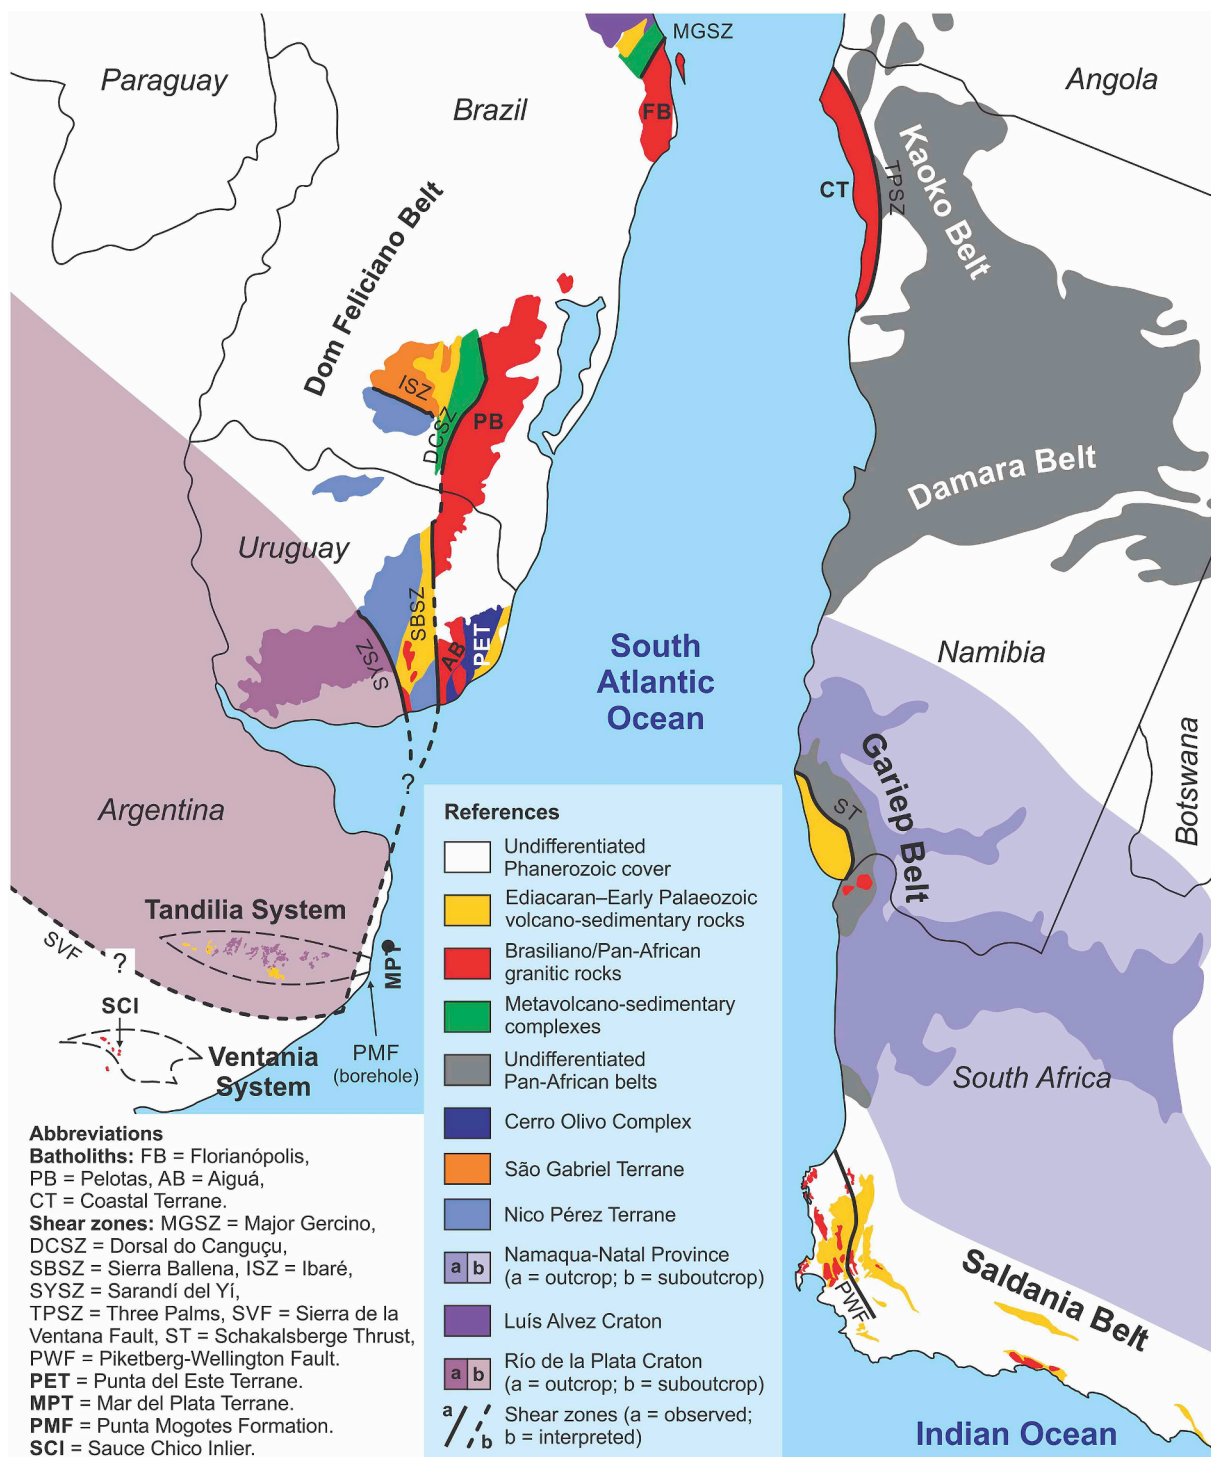 Paraguay
Brazil
MGSZ
FB
Angola
Kaoko Belt
TPSZ
CT
Dom Feliciano Belt
ISZ
DCSZ
PB
Damara Belt
Uruguay
SBSZ
SYSZ
AB
PET
South
Atlantic
Ocean
Namibia
Botswana
Gariep Belt
ST
?
Argentina
Tandilia System
SVF
?
MPT
SCI
Ventania
System
PMF
(borehole)
South Africa
Saldania Belt
PWF
Indian Ocean
References
Undifferentiated
Phanerozoic cover
Ediacaran–Early Palaeozoic
volcano-sedimentary rocks
Brasiliano/Pan-African
granitic rocks
Metavolcano-sedimentary
complexes
Undifferentiated
Pan-African belts
Cerro Olivo Complex
São Gabriel Terrane
Nico Pérez Terrane
a b Namaqua-Natal Province
(a = outcrop; b = suboutcrop)
Luís Alvez Craton
a b Río de la Plata Craton
(a = outcrop; b = suboutcrop)
a b Shear zones (a = observed;
b = interpreted)
Abbreviations
Batholiths: FB = Florianópolis,
PB = Pelotas, AB = Aiguá,
CT = Coastal Terrane.
Shear zones: MGSZ = Major Gercino,
DCSZ = Dorsal do Canguçu,
SBSZ = Sierra Ballena, ISZ = Ibaré,
SYSZ = Sarandí del Yí,
TPSZ = Three Palms, SVF = Sierra de la
Ventana Fault, ST = Schakalsberge Thrust,
PWF = Piketberg-Wellington Fault.
PET = Punta del Este Terrane.
MPT = Mar del Plata Terrane.
PMF = Punta Mogotes Formation.
SCI = Sauce Chico Inlier.